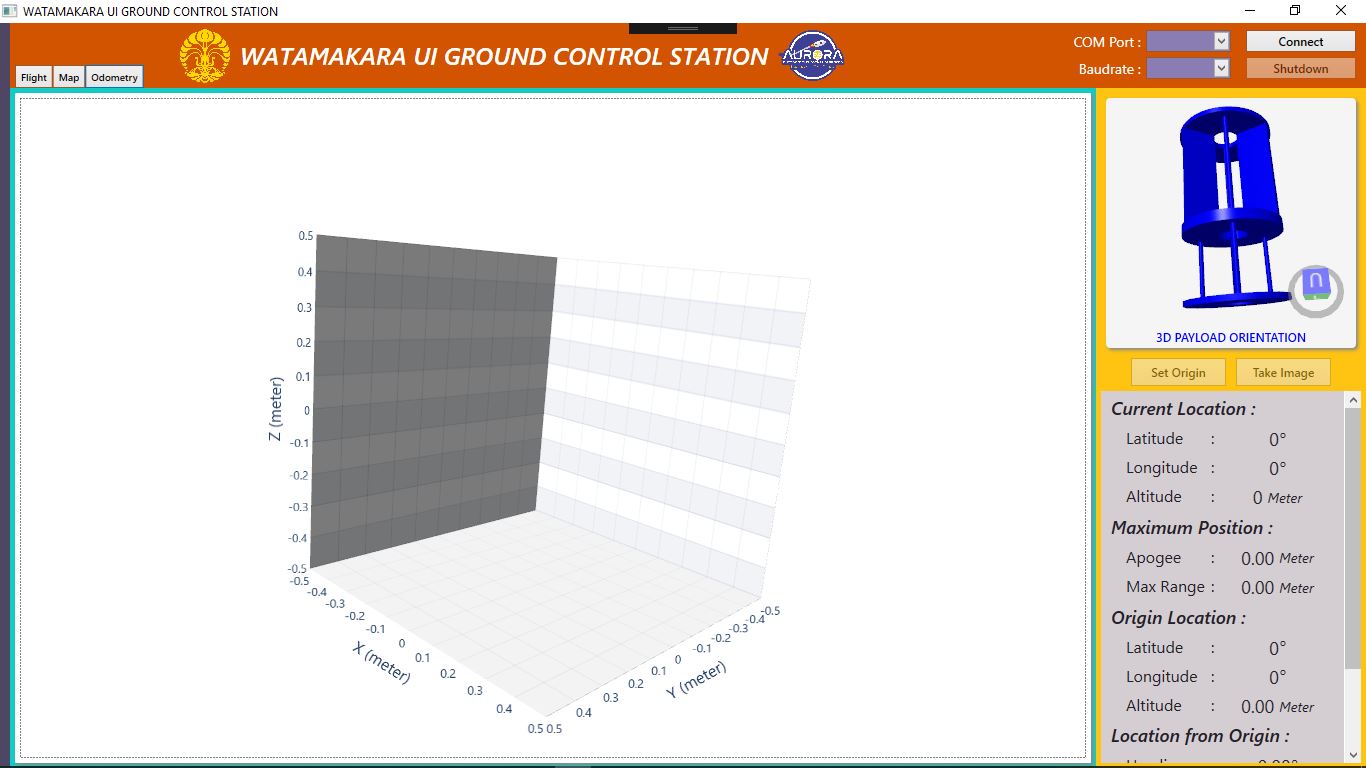 WATAMAKARA UI GROUND CONTROL STATION
WATAMAKARA UI GROUND CONTROL STATION
AURORA
COM Port :
Connect
Baudrate :
Shutdown
Flight
Map
Odometry
0.5
0.4
0.3
0.2
0.1
0
-0.1
-0.2
-0.3
-0.4
-0.5
Z (meter)
-0.5
-0.4
-0.3
-0.2
-0.1
0
0.1
0.2
0.3
0.4
0.5
X (meter)
0.5
0.4
0.3
0.2
0.1
0
-0.1
-0.2
-0.3
-0.4
-0.5
Y (meter)
3D PAYLOAD ORIENTATION
Set Origin
Take Image
Current Location :
Latitude : 0°
Longitude : 0°
Altitude : 0 Meter
Maximum Position :
Apogee : 0.00 Meter
Max Range : 0.00 Meter
Origin Location :
Latitude : 0°
Longitude : 0°
Altitude : 0.00 Meter
Location from Origin :